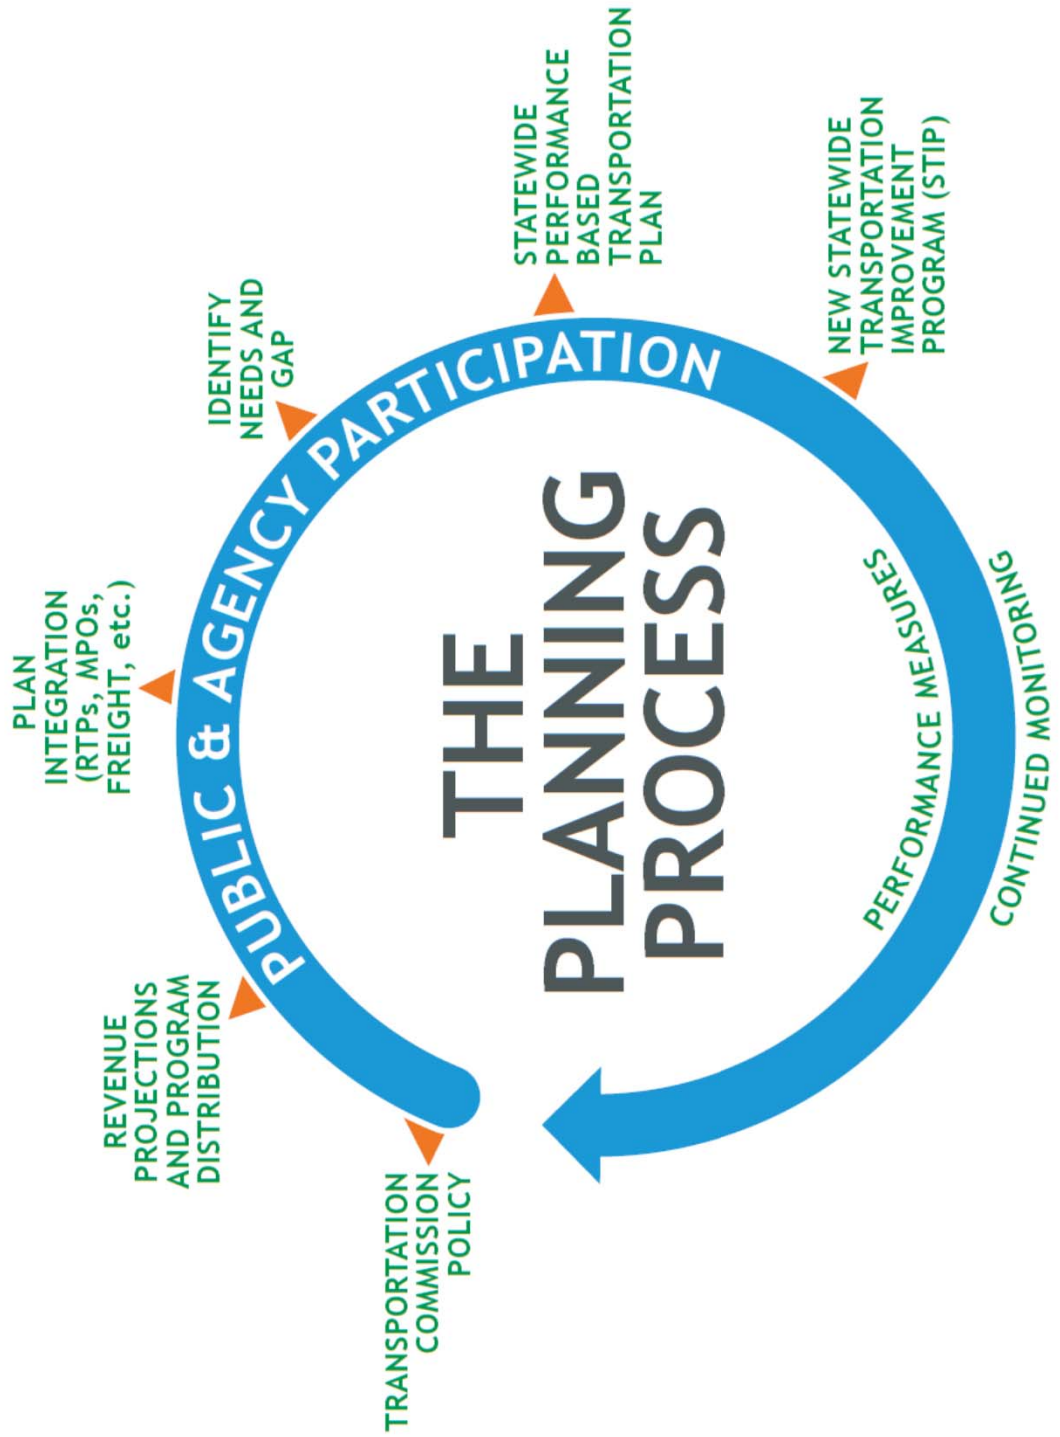 TRANSPORTATION
COMMISSION
POLICY
REVENUE
PROJECTIONS
AND PROGRAM
DISTRIBUTION
PLAN
INTEGRATION
(RTPs, MPOs,
FREIGHT, etc.)
IDENTIFY
NEEDS AND
GAP
STATEWIDE
PERFORMANCE
BASED
TRANSPORTATION
PLAN
NEW STATEWIDE
TRANSPORTATION
IMPROVEMENT
PROGRAM (STIP)
PUBLIC & AGENCY PARTICIPATION
THE
PLANNING
PROCESS
PERFORMANCE MEASURES
CONTINUED MONITORING